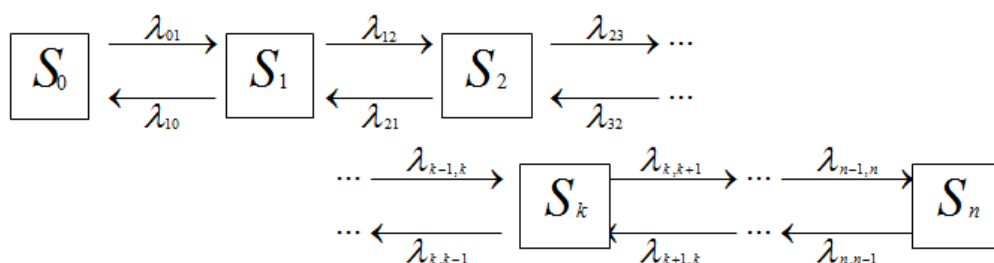 λ₀₁ λ₁₂ λ₂₃ ...
S₀ S₁ S₂
λ₁₀ λ₂₁ λ₃₂ ...
... λₖ₋₁,ₖ λₖ,ₖ₊₁ ... λₙ₋₁,ₙ
Sₖ Sₙ
... λₖ,ₖ₋₁ λₖ₊₁,ₖ ... λₙ,ₙ₋₁